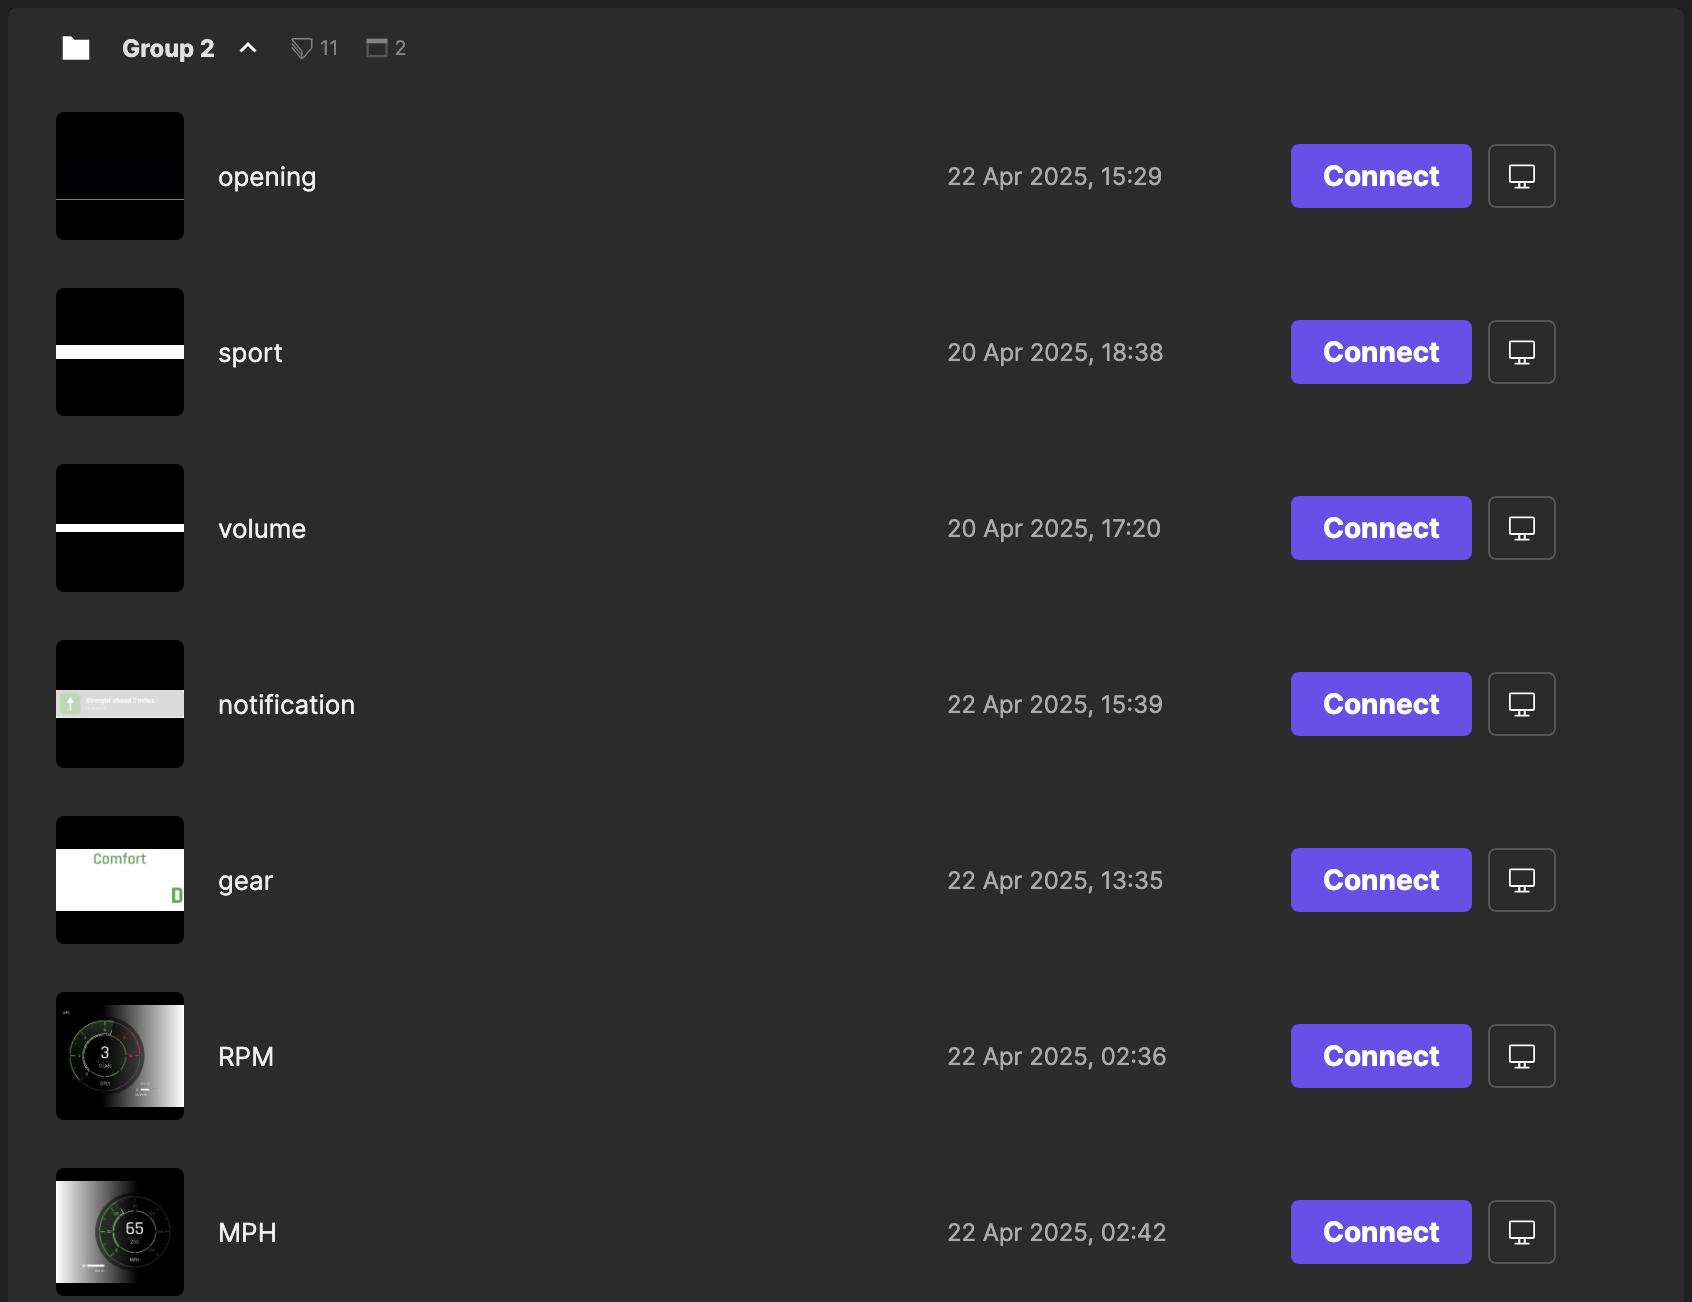 Group 2 11 2
opening 22 Apr 2025, 15:29 Connect
sport 20 Apr 2025, 18:38 Connect
volume 20 Apr 2025, 17:20 Connect
Straight ahead 2 miles.
notification 22 Apr 2025, 15:39 Connect
Comfort
D
gear 22 Apr 2025, 13:35 Connect
3
GEAR
RPM
RPM 22 Apr 2025, 02:36 Connect
65
MPH
MPH 22 Apr 2025, 02:42 Connect